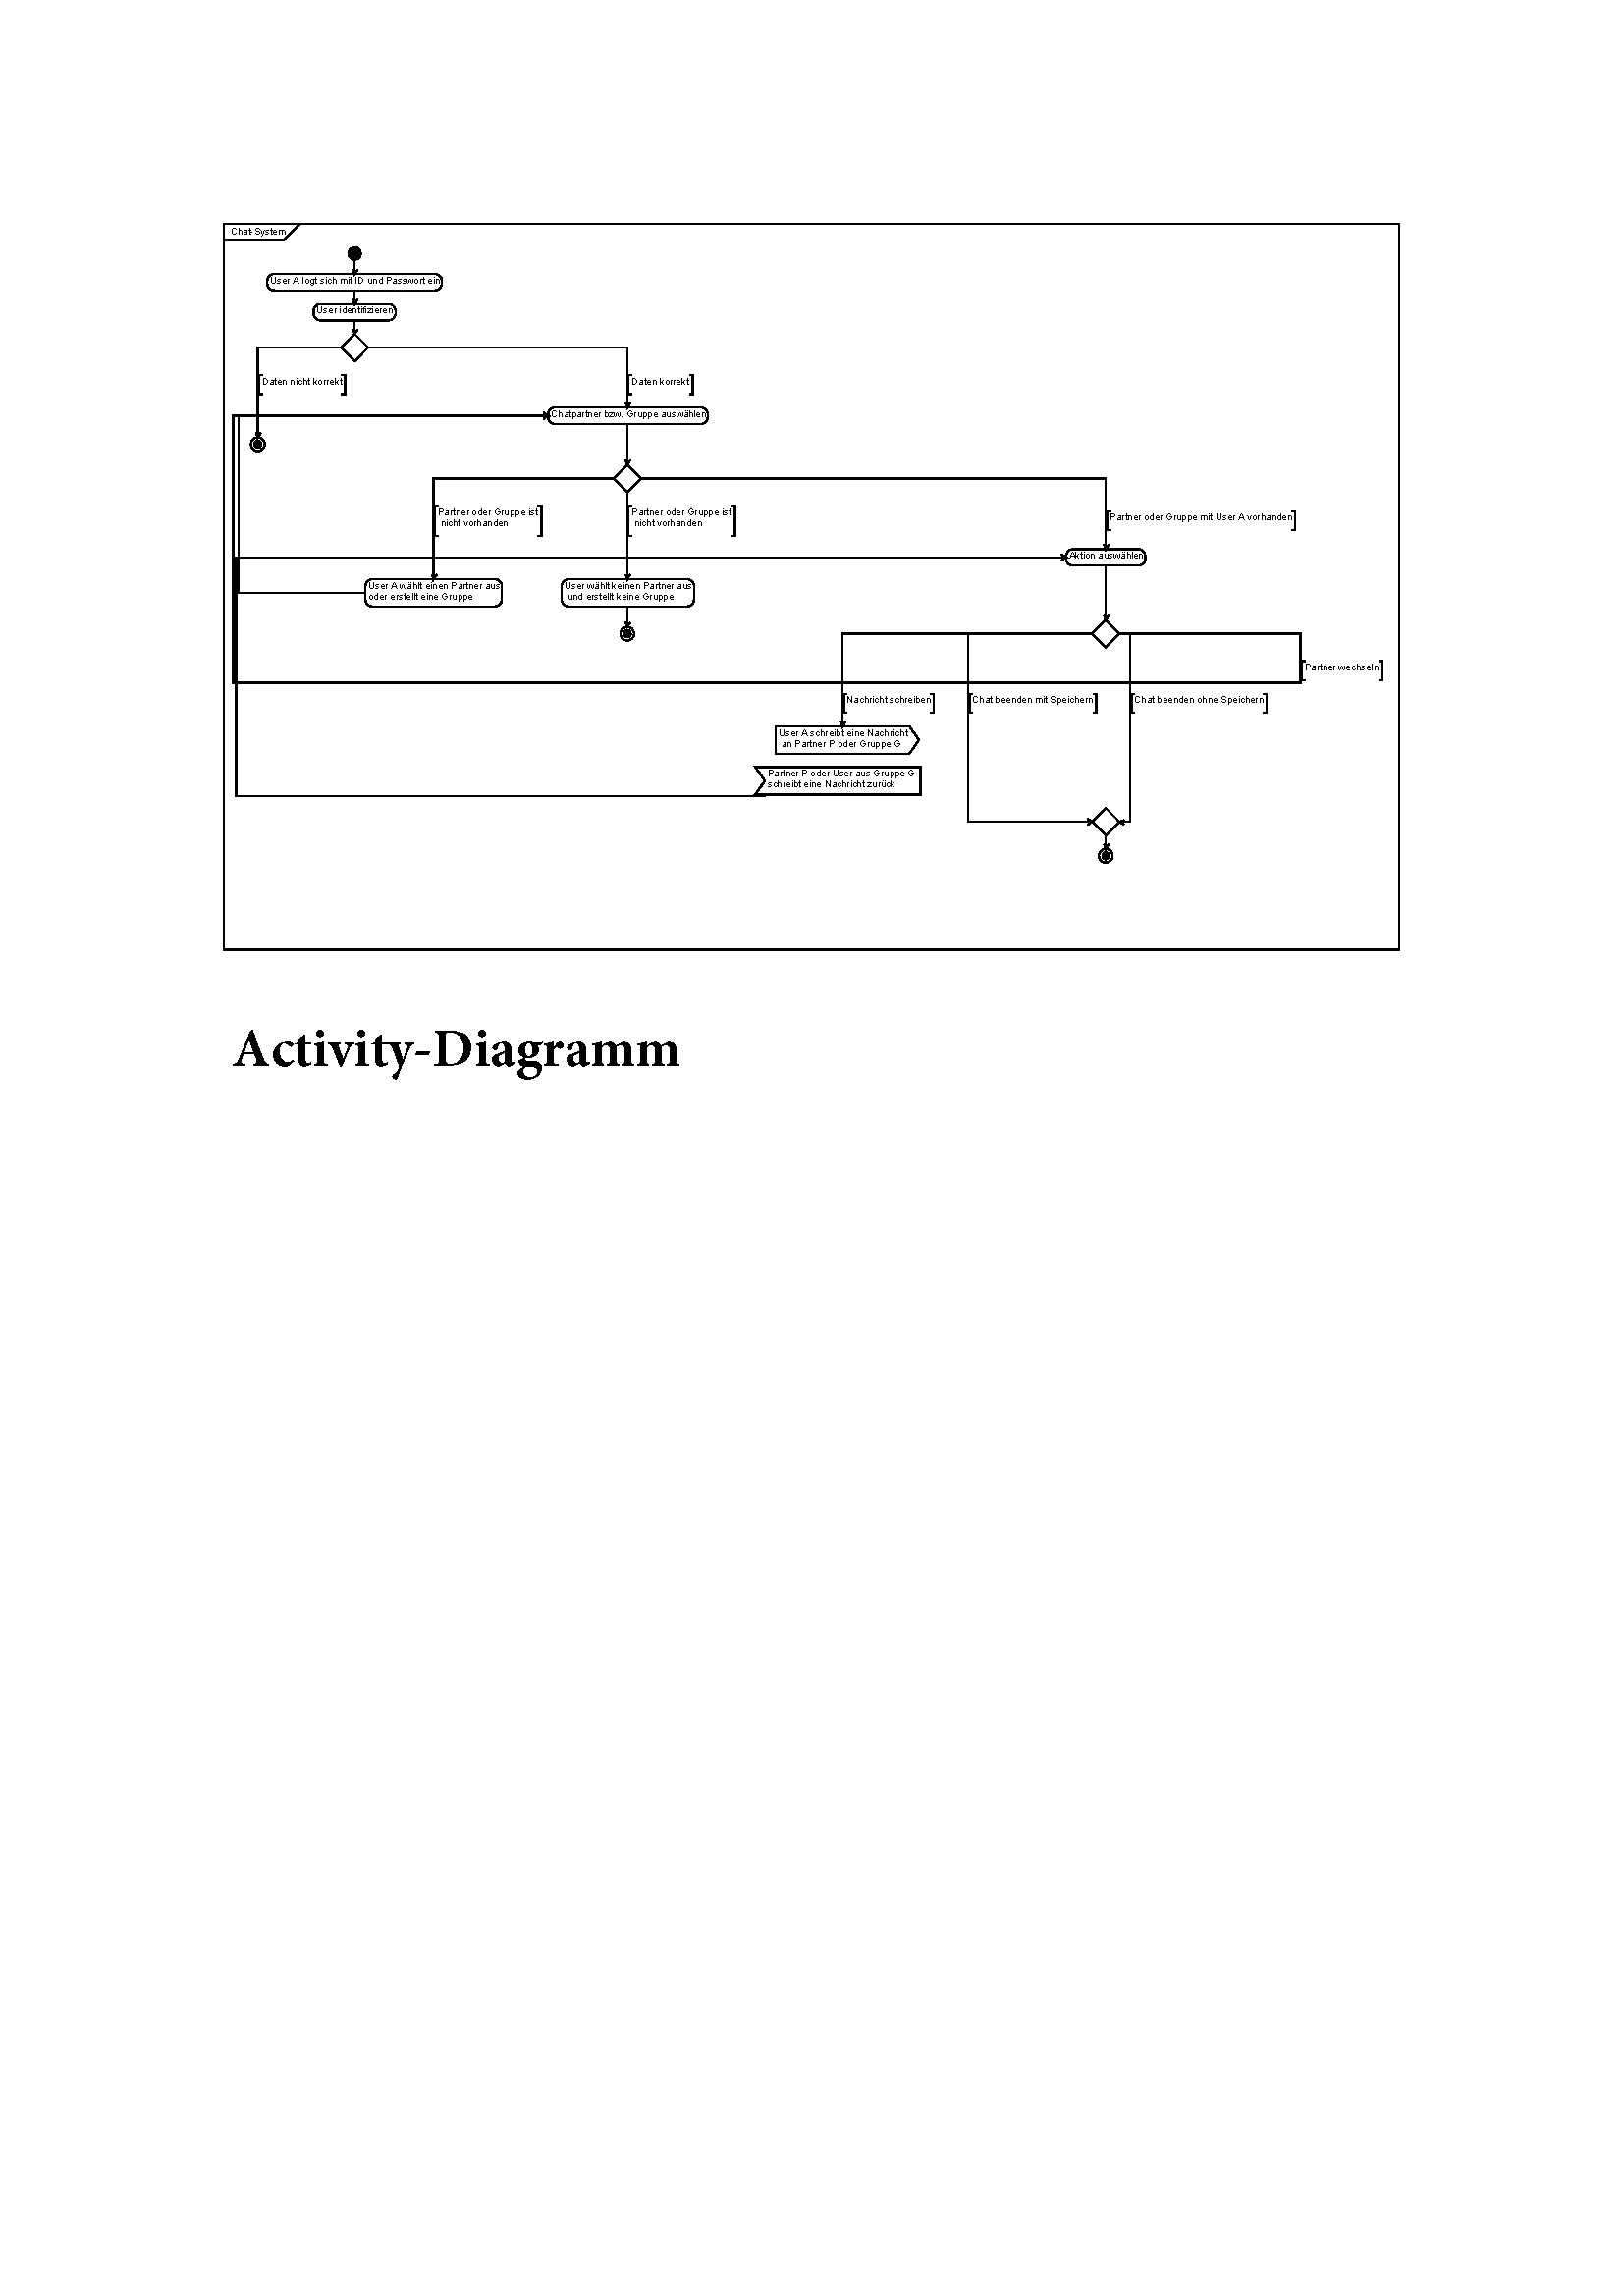 Chat-System
User A logt sich mit ID und Passwort ein
User identifizieren
Daten nicht korrekt
Daten korrekt
Chatpartner bzw. Gruppe auswählen
Partner oder Gruppe ist
nicht vorhanden
Partner oder Gruppe ist
nicht vorhanden
Partner oder Gruppe mit User A vorhanden
Aktion auswählen
User A wählt einen Partner aus
oder erstellt eine Gruppe
User wählt keinen Partner aus
und erstellt keine Gruppe
Partner wechseln
Nachricht schreiben
Chat beenden mit Speichern
Chat beenden ohne Speichern
User A schreibt eine Nachricht
an Partner P oder Gruppe G
Partner P oder User aus Gruppe G
schreibt eine Nachricht zurück
Activity-Diagramm